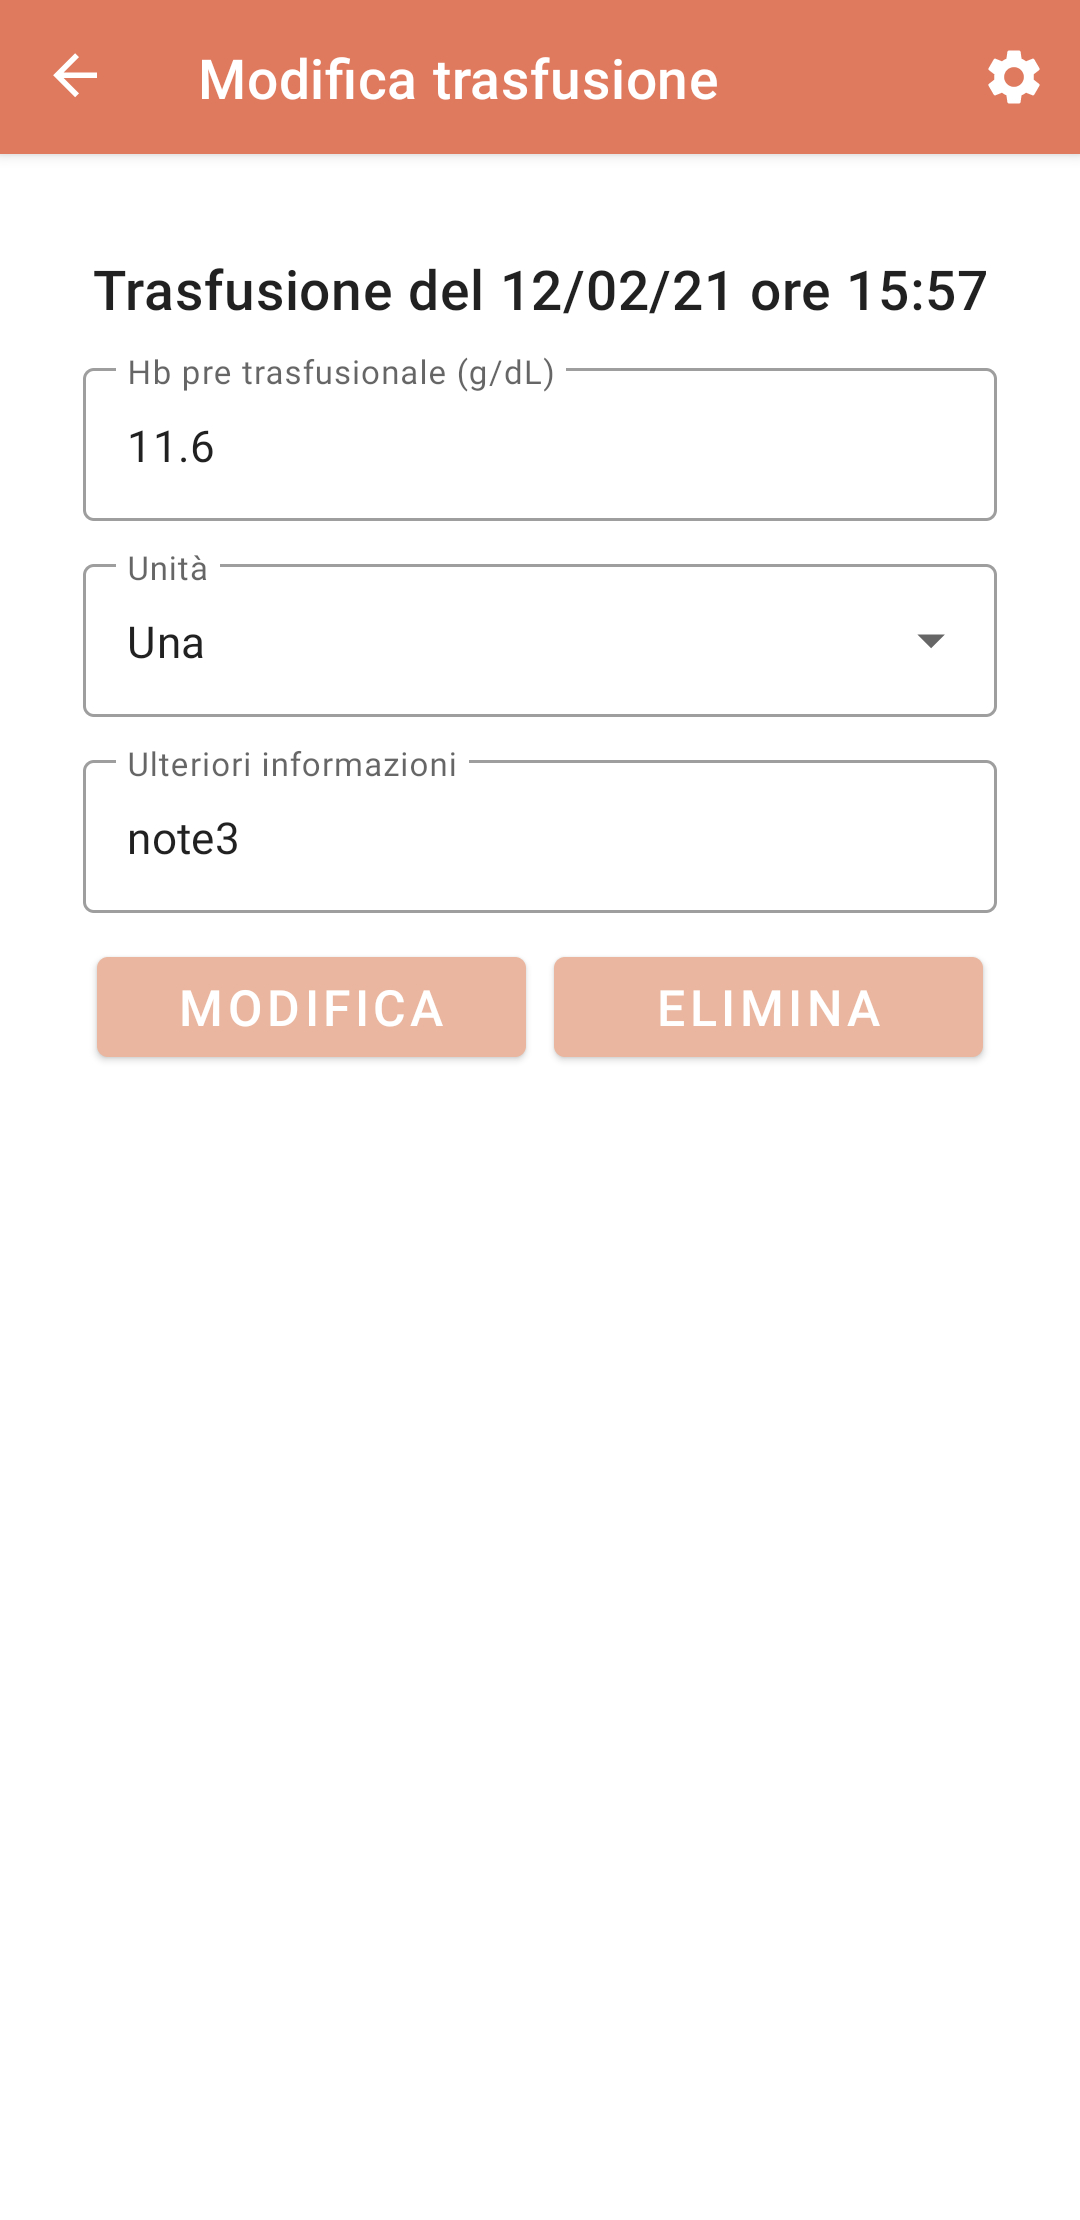 Modifica trasfusione
Trasfusione del 12/02/21 ore 15:57
Hb pre trasfusionale (g/dL)
11.6
Unità
Una
Ulteriori informazioni
note3
MODIFICA ELIMINA